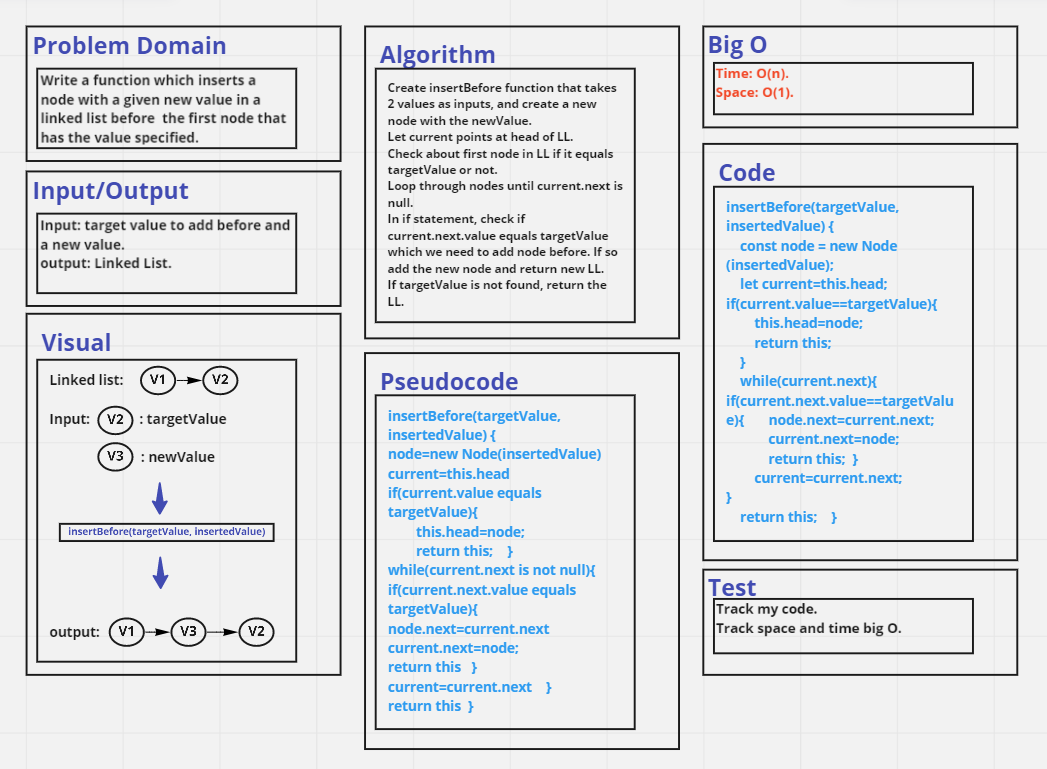 Problem Domain
Write a function which inserts a
node with a given new value in a
linked list before the first node that
has the value specified.
Input/Output
Input: target value to add before and
a new value.
output: Linked List.
Visual
Linked list: V1 V2
Input: V2 : targetValue
V3 : newValue
insertBefore(targetValue, insertedValue)
output: V1 V3 V2
Algorithm
Create insertBefore function that takes
2 values as inputs, and create a new
node with the newValue.
Let current points at head of LL.
Check about first node in LL if it equals
targetValue or not.
Loop through nodes until current.next is
null.
In if statement, check if
current.next.value equals targetValue
which we need to add node before. If so
add the new node and return new LL.
If targetValue is not found, return the
LL.
Pseudocode
insertBefore(targetValue,
insertedValue) {
node=new Node(insertedValue)
current=this.head
if(current.value equals
targetValue){
this.head=node;
return this; }
while(current.next is not null){
if(current.next.value equals
targetValue){
node.next=current.next
current.next=node;
return this }
current=current.next }
return this }
Big O
Time: O(n).
Space: O(1).
Code
insertBefore(targetValue,
insertedValue) {
const node = new Node
(insertedValue);
let current=this.head;
if(current.value==targetValue){
this.head=node;
return this;
}
while(current.next){
if(current.next.value==targetValu
e){ node.next=current.next;
current.next=node;
return this; }
current=current.next;
}
return this; }
Test
Track my code.
Track space and time big O.